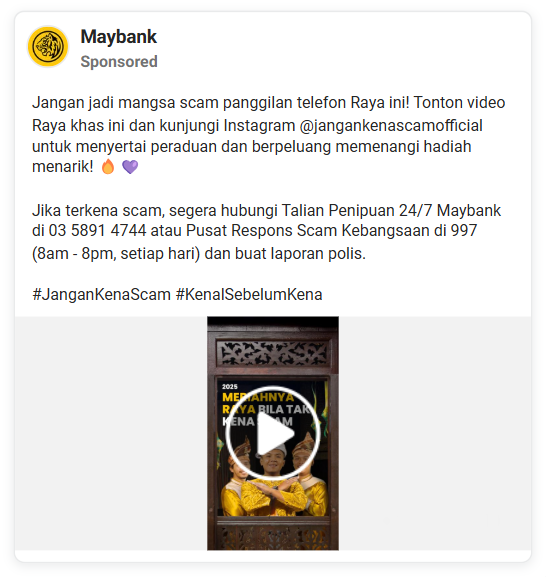 Maybank
Sponsored
Jangan jadi mangsa scam panggilan telefon Raya ini! Tonton video
Raya khas ini dan kunjungi Instagram @jangankenascamofficial
untuk menyertai peraduan dan berpeluang memenangi hadiah
menarik! 🔥 💜
Jika terkena scam, segera hubungi Talian Penipuan 24/7 Maybank
di 03 5891 4744 atau Pusat Respons Scam Kebangsaan di 997
(8am - 8pm, setiap hari) dan buat laporan polis.
#JanganKenaScam #KenalSebelumKena
2025
MERIAHNYA
RAYA BILA TAK
KENA SCAM